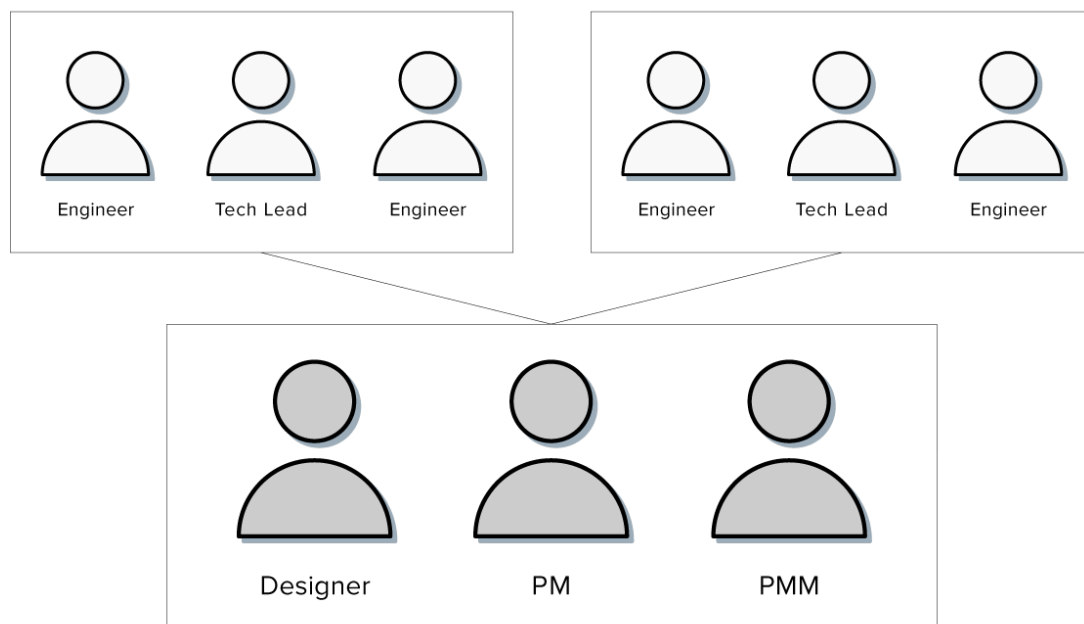 Engineer
Tech Lead
Engineer
Engineer
Tech Lead
Engineer
Designer
PM
PMM